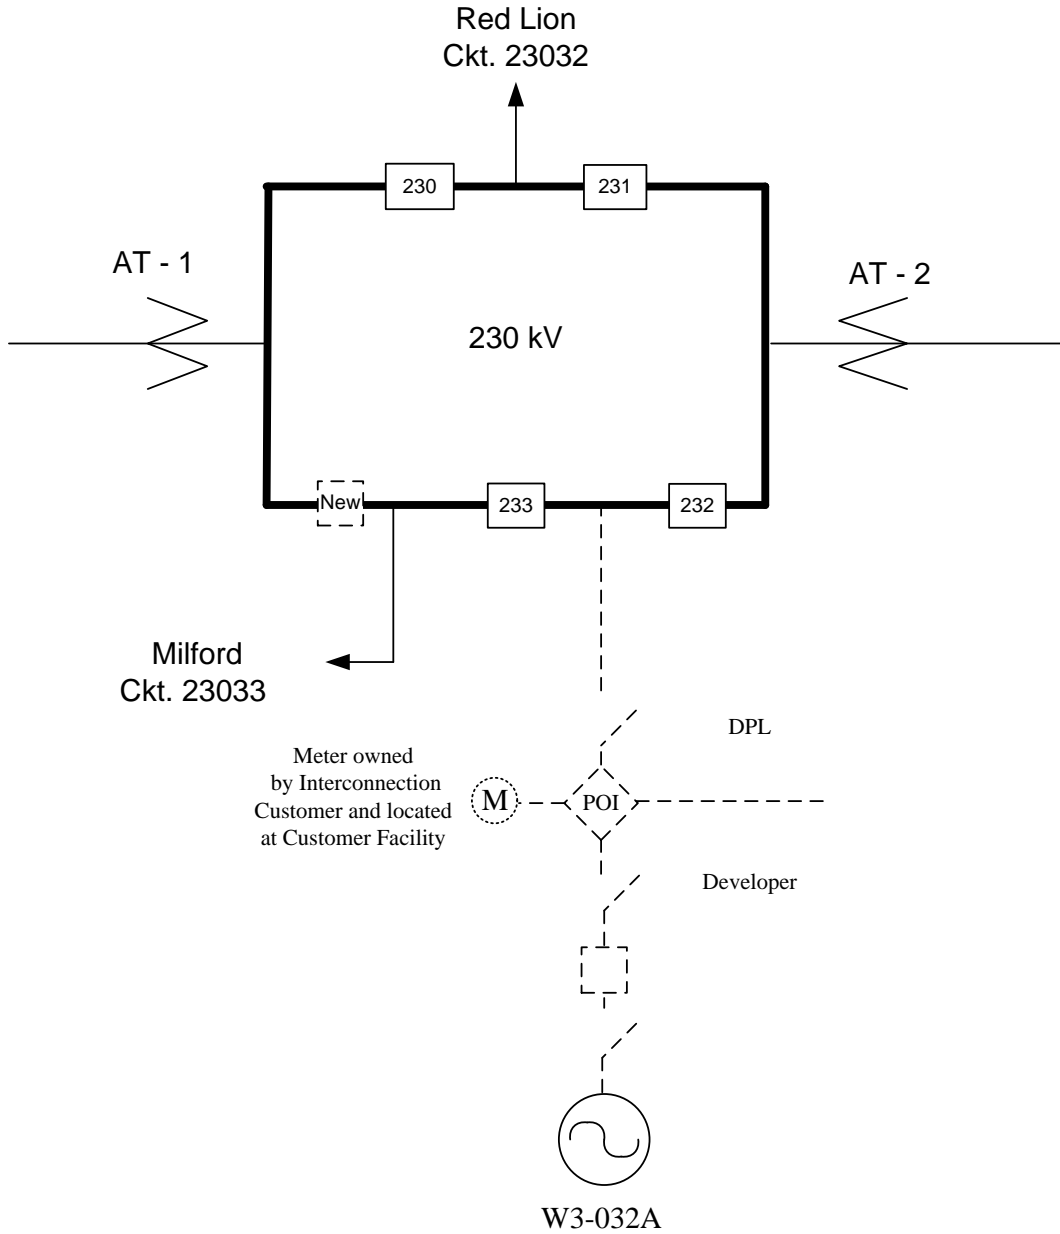 Red Lion
Ckt. 23032
230
231
AT - 1
AT - 2
230 kV
New
233
232
Milford
Ckt. 23033
DPL
Meter owned
by Interconnection
Customer and located
at Customer Facility
M
POI
Developer
W3-032A